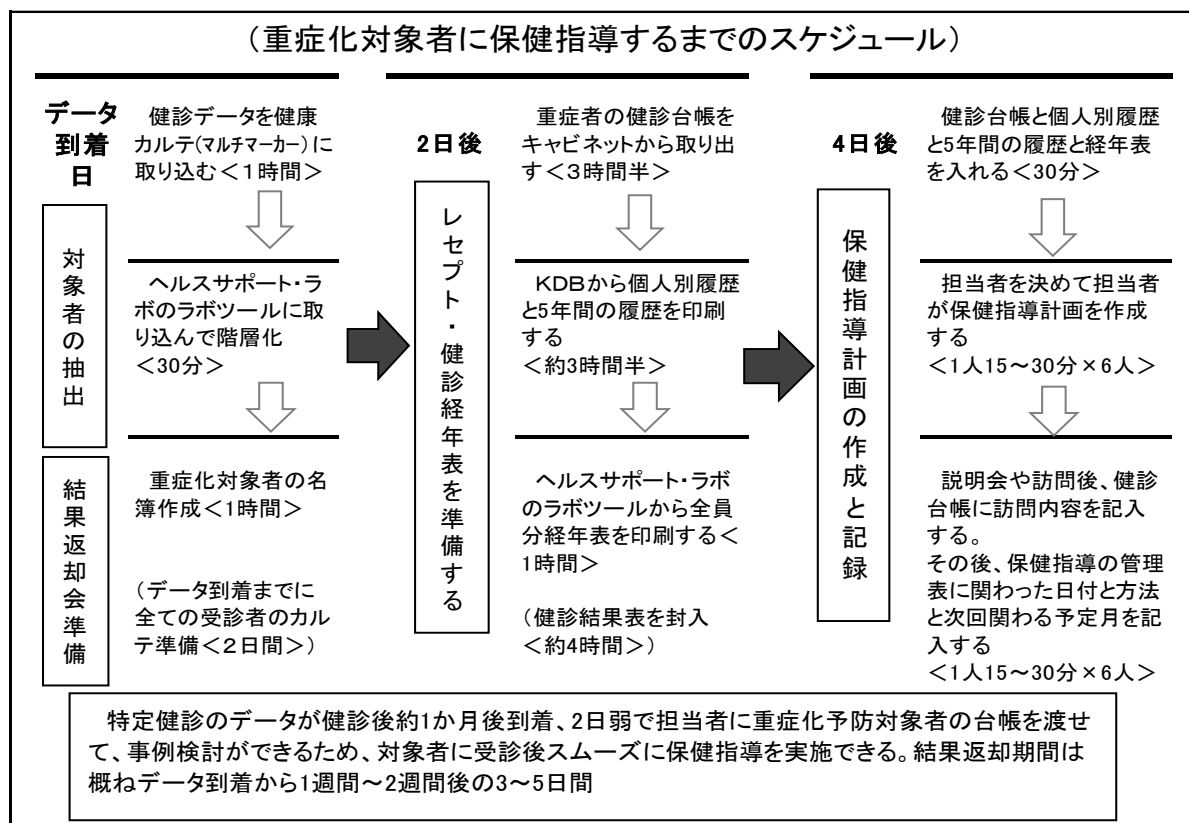 （重症化対象者に保健指導するまでのスケジュール）
データ
到着
日
健診データを健康
カルテ（マルチマーカー）に
取り込む＜1時間＞
対象者の抽出
ヘルスサポート・ラ
ボのラボツールに取
り込んで階層化
＜30分＞
結果返却会準備
重症化対象者の名
簿作成＜1時間＞
（データ到着までに
全ての受診者のカル
テ準備＜2日間＞）
2日後
重症者の健診台帳を
キャビネットから取り出
す＜3時間半＞
レセプト・健診経年表を準備する
KDBから個人別履歴
と5年間の履歴を印刷
する
＜約3時間半＞
ヘルスサポート・ラボ
のラボツールから全員
分経年表を印刷する＜
1時間＞
（健診結果表を封入
＜約4時間＞）
4日後
健診台帳と個人別履歴
と5年間の履歴と経年表
を入れる＜30分＞
保健指導計画の作成と記録
担当者を決めて担当者
が保健指導計画を作成
する
＜1人15～30分×6人＞
説明会や訪問後、健診
台帳に訪問内容を記入
する。
その後、保健指導の管理
表に関わった日付と方法
と次回関わる予定月を記
入する
＜1人15～30分×6人＞
特定健診のデータが健診後約1か月後到着、2日弱で担当者に重症化予防対象者の台帳を渡せ
て、事例検討ができるため、対象者に受診後スムーズに保健指導を実施できる。結果返却期間は
概ねデータ到着から1週間～2週間後の3～5日間